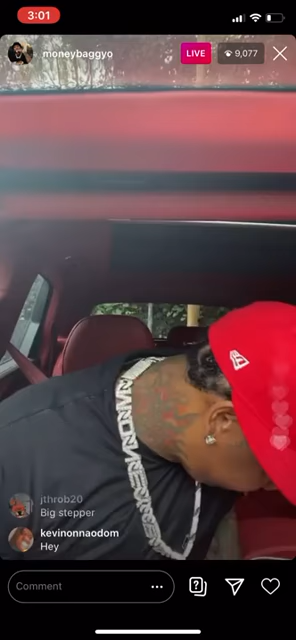 3:01
moneybaggyo
LIVE
9,077
jthrob20
Big stepper
kevinonnaodom
Hey
Comment